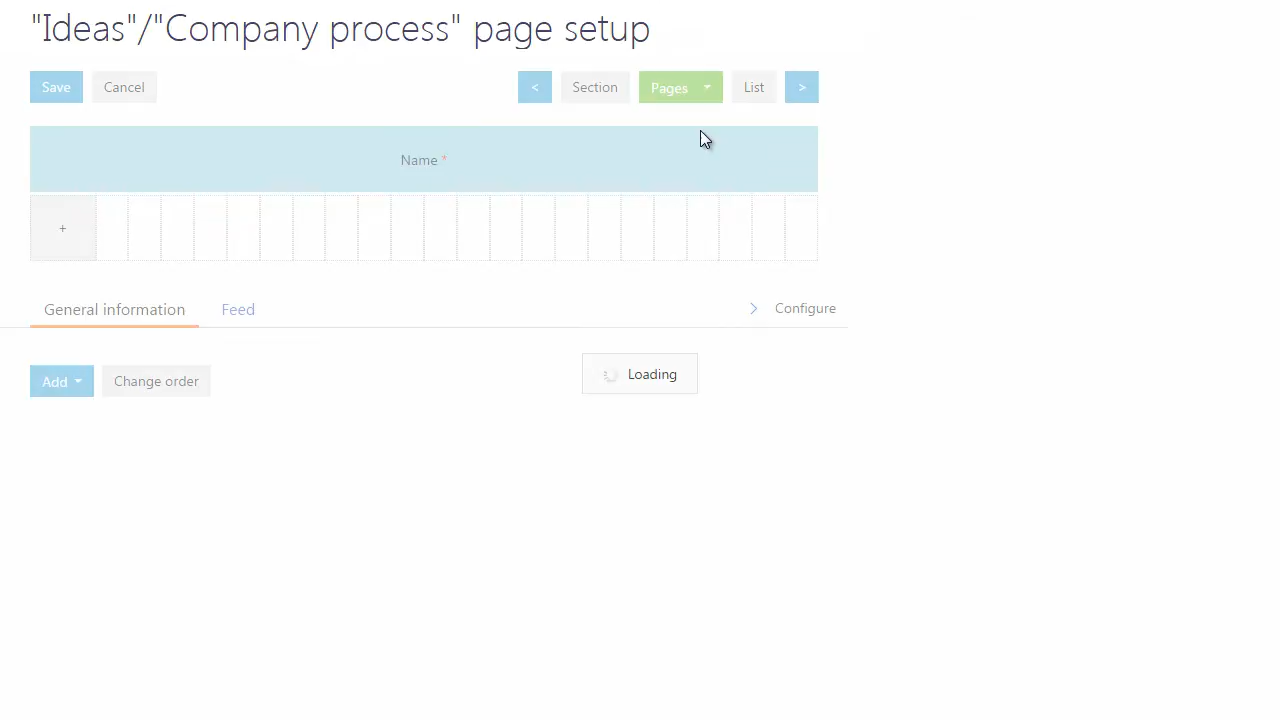 "Ideas"/"Company process" page setup
Save Cancel < Section Pages List >
Name *
+
General information Feed Configure
Add Change order Loading